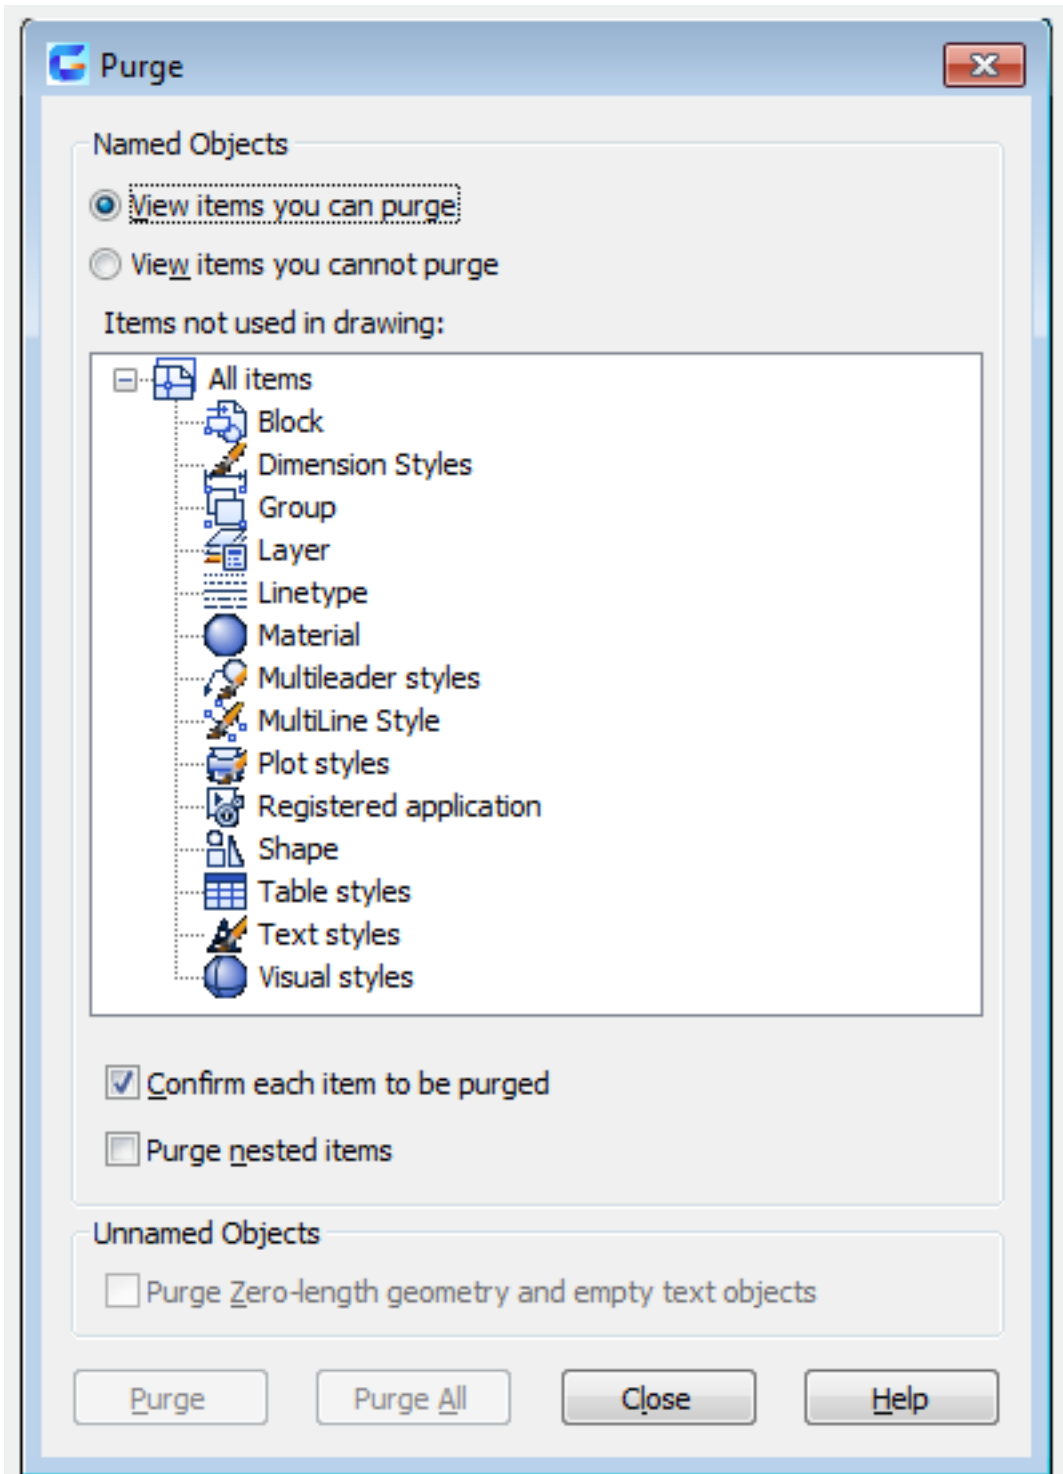 Purge
Named Objects
View items you can purge
View items you cannot purge
Items not used in drawing:
All items
Block
Dimension Styles
Group
Layer
Linetype
Material
Multileader styles
MultiLine Style
Plot styles
Registered application
Shape
Table styles
Text styles
Visual styles
Confirm each item to be purged
Purge nested items
Unnamed Objects
Purge Zero-length geometry and empty text objects
Purge Purge All Close Help